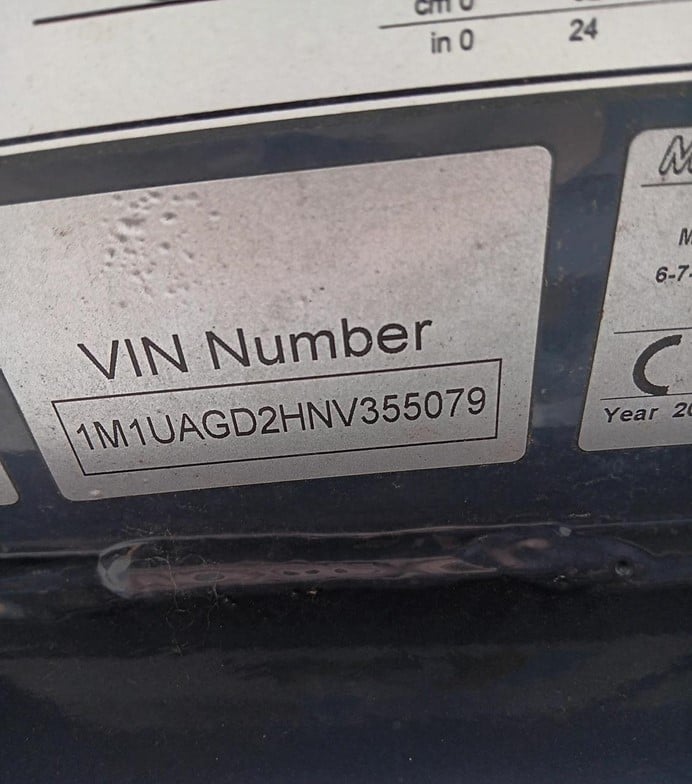 cm 0
in 0 24
VIN Number
1M1UAGD2HNV355079
M
M
6-7-
C
Year 20